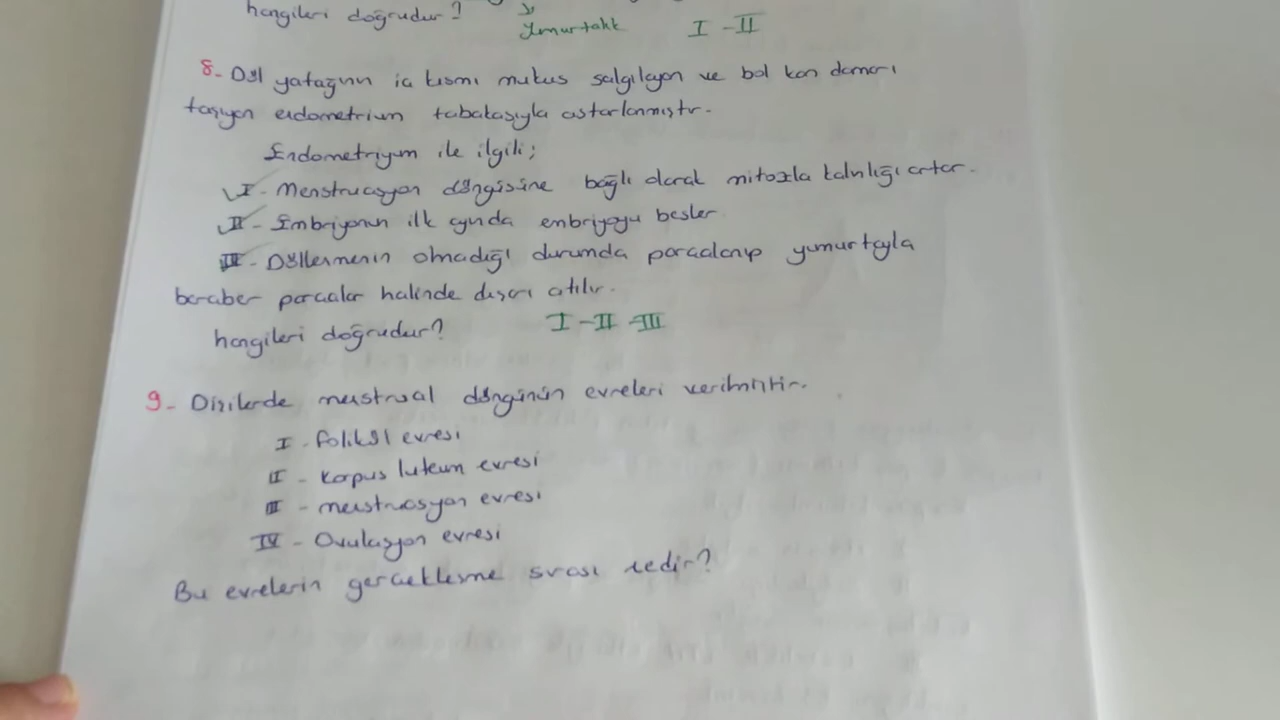 hangileri doğrudur?
Yumurtalık I - II
8- Döl yatağının iç kısmı mukus salgılayan ve bol kan damarı
taşıyan endometrium tabakasıyla astarlanmıştır.
Endometriyum ile ilgili;
I - Menstruasyon döngüsüne bağlı olarak mitozla kalınlığı artar.
II - Embriyonun ilk ayında embriyoyu besler
III - Döllenmenin olmadığı durumda parçalanıp yumurtayla
beraber parçalar halinde dışarı atılır.
hangileri doğrudur? I - II - III
9- Dişilerde menstrual döngünün evreleri verilmiştir.
I - folikül evresi
II - korpus luteum evresi
III - menstruasyon evresi
IV - Ovulasyon evresi
Bu evrelerin gerçekleşme sırası nedir?